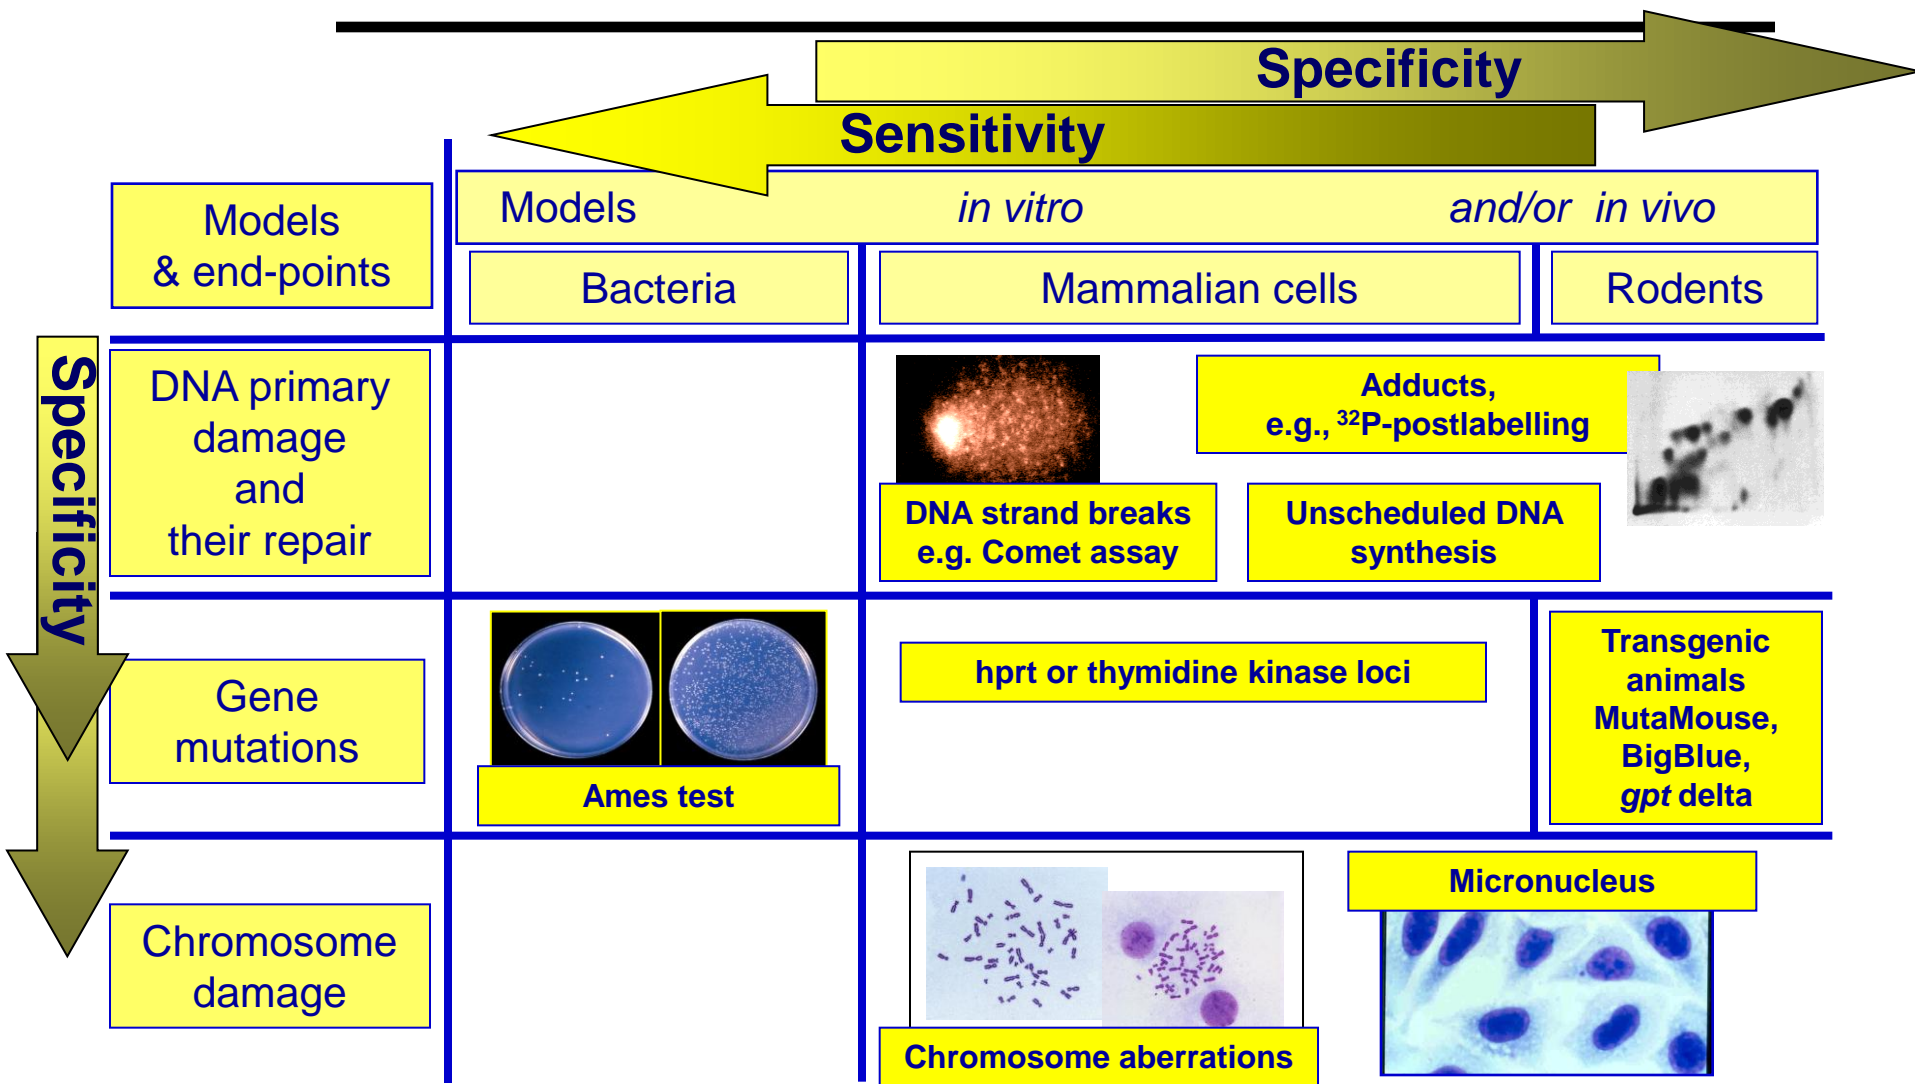 Specificity
Sensitivity
Models
& end-points
Models in vitro and/or in vivo
Bacteria
Mammalian cells
Rodents
Specificity
DNA primary
damage
and
their repair
Adducts,
e.g., ³²P-postlabelling
DNA strand breaks
e.g. Comet assay
Unscheduled DNA
synthesis
Gene
mutations
Ames test
hprt or thymidine kinase loci
Transgenic
animals
MutaMouse,
BigBlue,
gpt delta
Chromosome
damage
Chromosome aberrations
Micronucleus